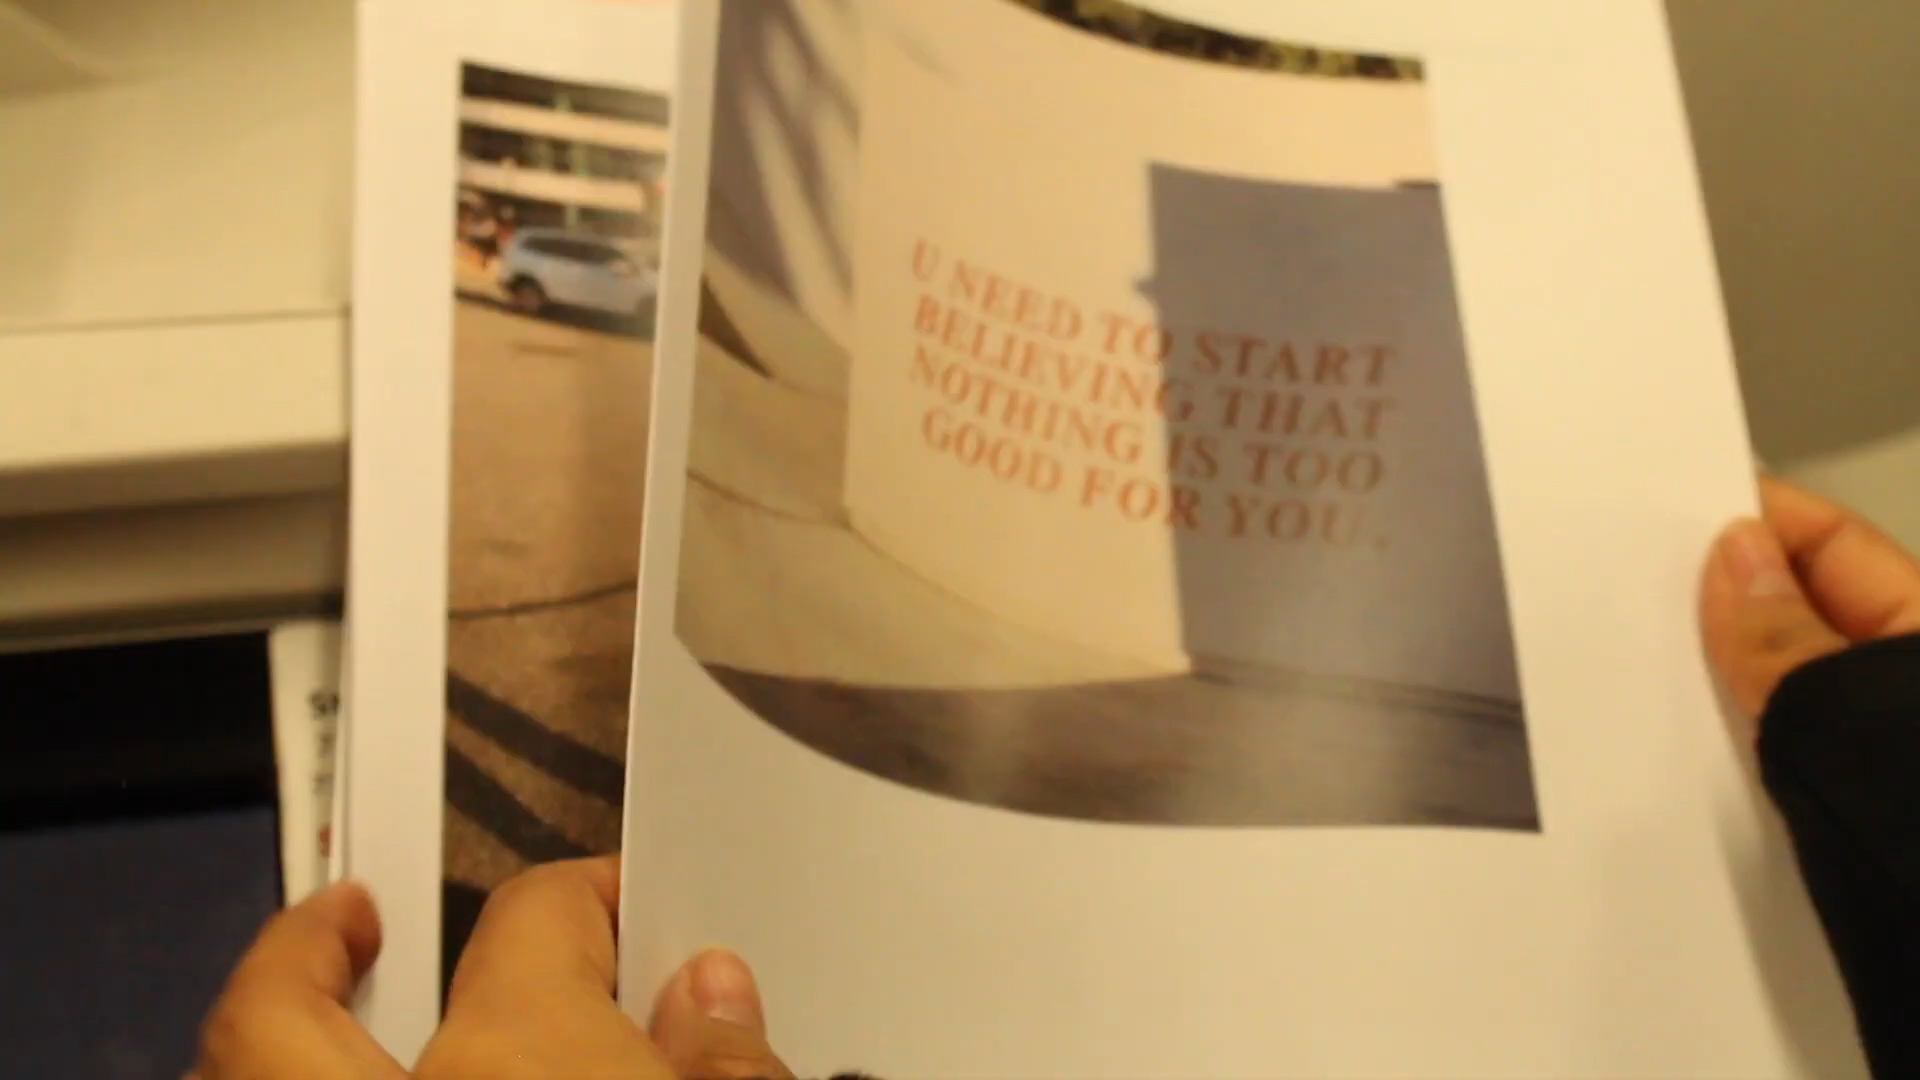 U NEED TO START
BELIEVING THAT
NOTHING IS TOO
GOOD FOR YOU.